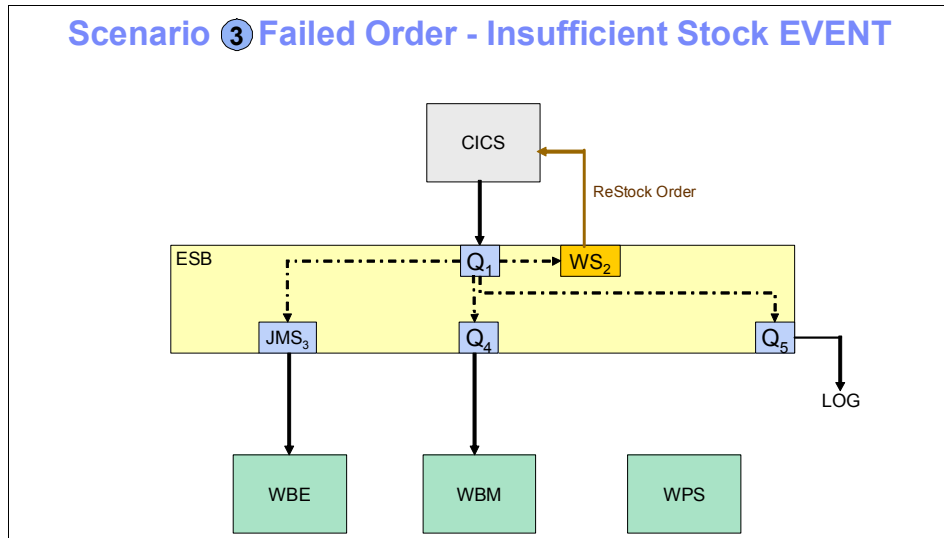 Scenario 3 Failed Order - Insufficient Stock EVENT
CICS
ReStock Order
ESB
Q1
WS2
JMS3
Q4
Q5
LOG
WBE
WBM
WPS